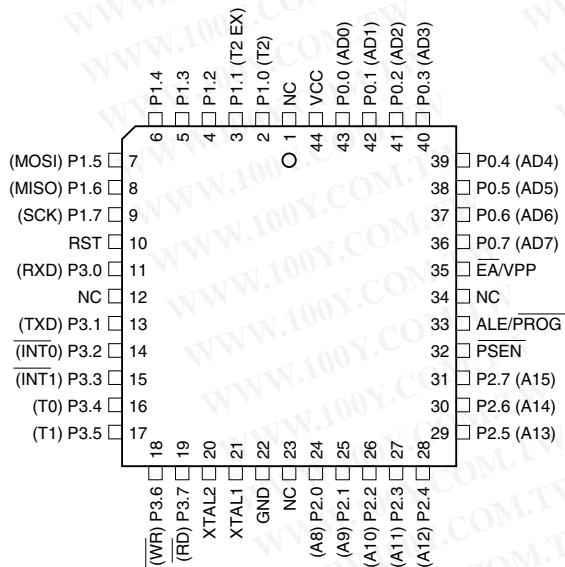 P1.4
P1.3
P1.2
P1.1 (T2 EX)
P1.0 (T2)
NC
VCC
P0.0 (AD0)
P0.1 (AD1)
P0.2 (AD2)
P0.3 (AD3)
6
5
4
3
2
1
44
43
42
41
40
(MOSI) P1.5 7
(MISO) P1.6 8
(SCK) P1.7 9
RST 10
(RXD) P3.0 11
NC 12
(TXD) P3.1 13
(INT0) P3.2 14
(INT1) P3.3 15
(T0) P3.4 16
(T1) P3.5 17
39 P0.4 (AD4)
38 P0.5 (AD5)
37 P0.6 (AD6)
36 P0.7 (AD7)
35 EA/VPP
34 NC
33 ALE/PROG
32 PSEN
31 P2.7 (A15)
30 P2.6 (A14)
29 P2.5 (A13)
18
19
20
21
22
23
24
25
26
27
28
(WR) P3.6
(RD) P3.7
XTAL2
XTAL1
GND
NC
(A8) P2.0
(A9) P2.1
(A10) P2.2
(A11) P2.3
(A12) P2.4
WWW.100Y.COM.TW